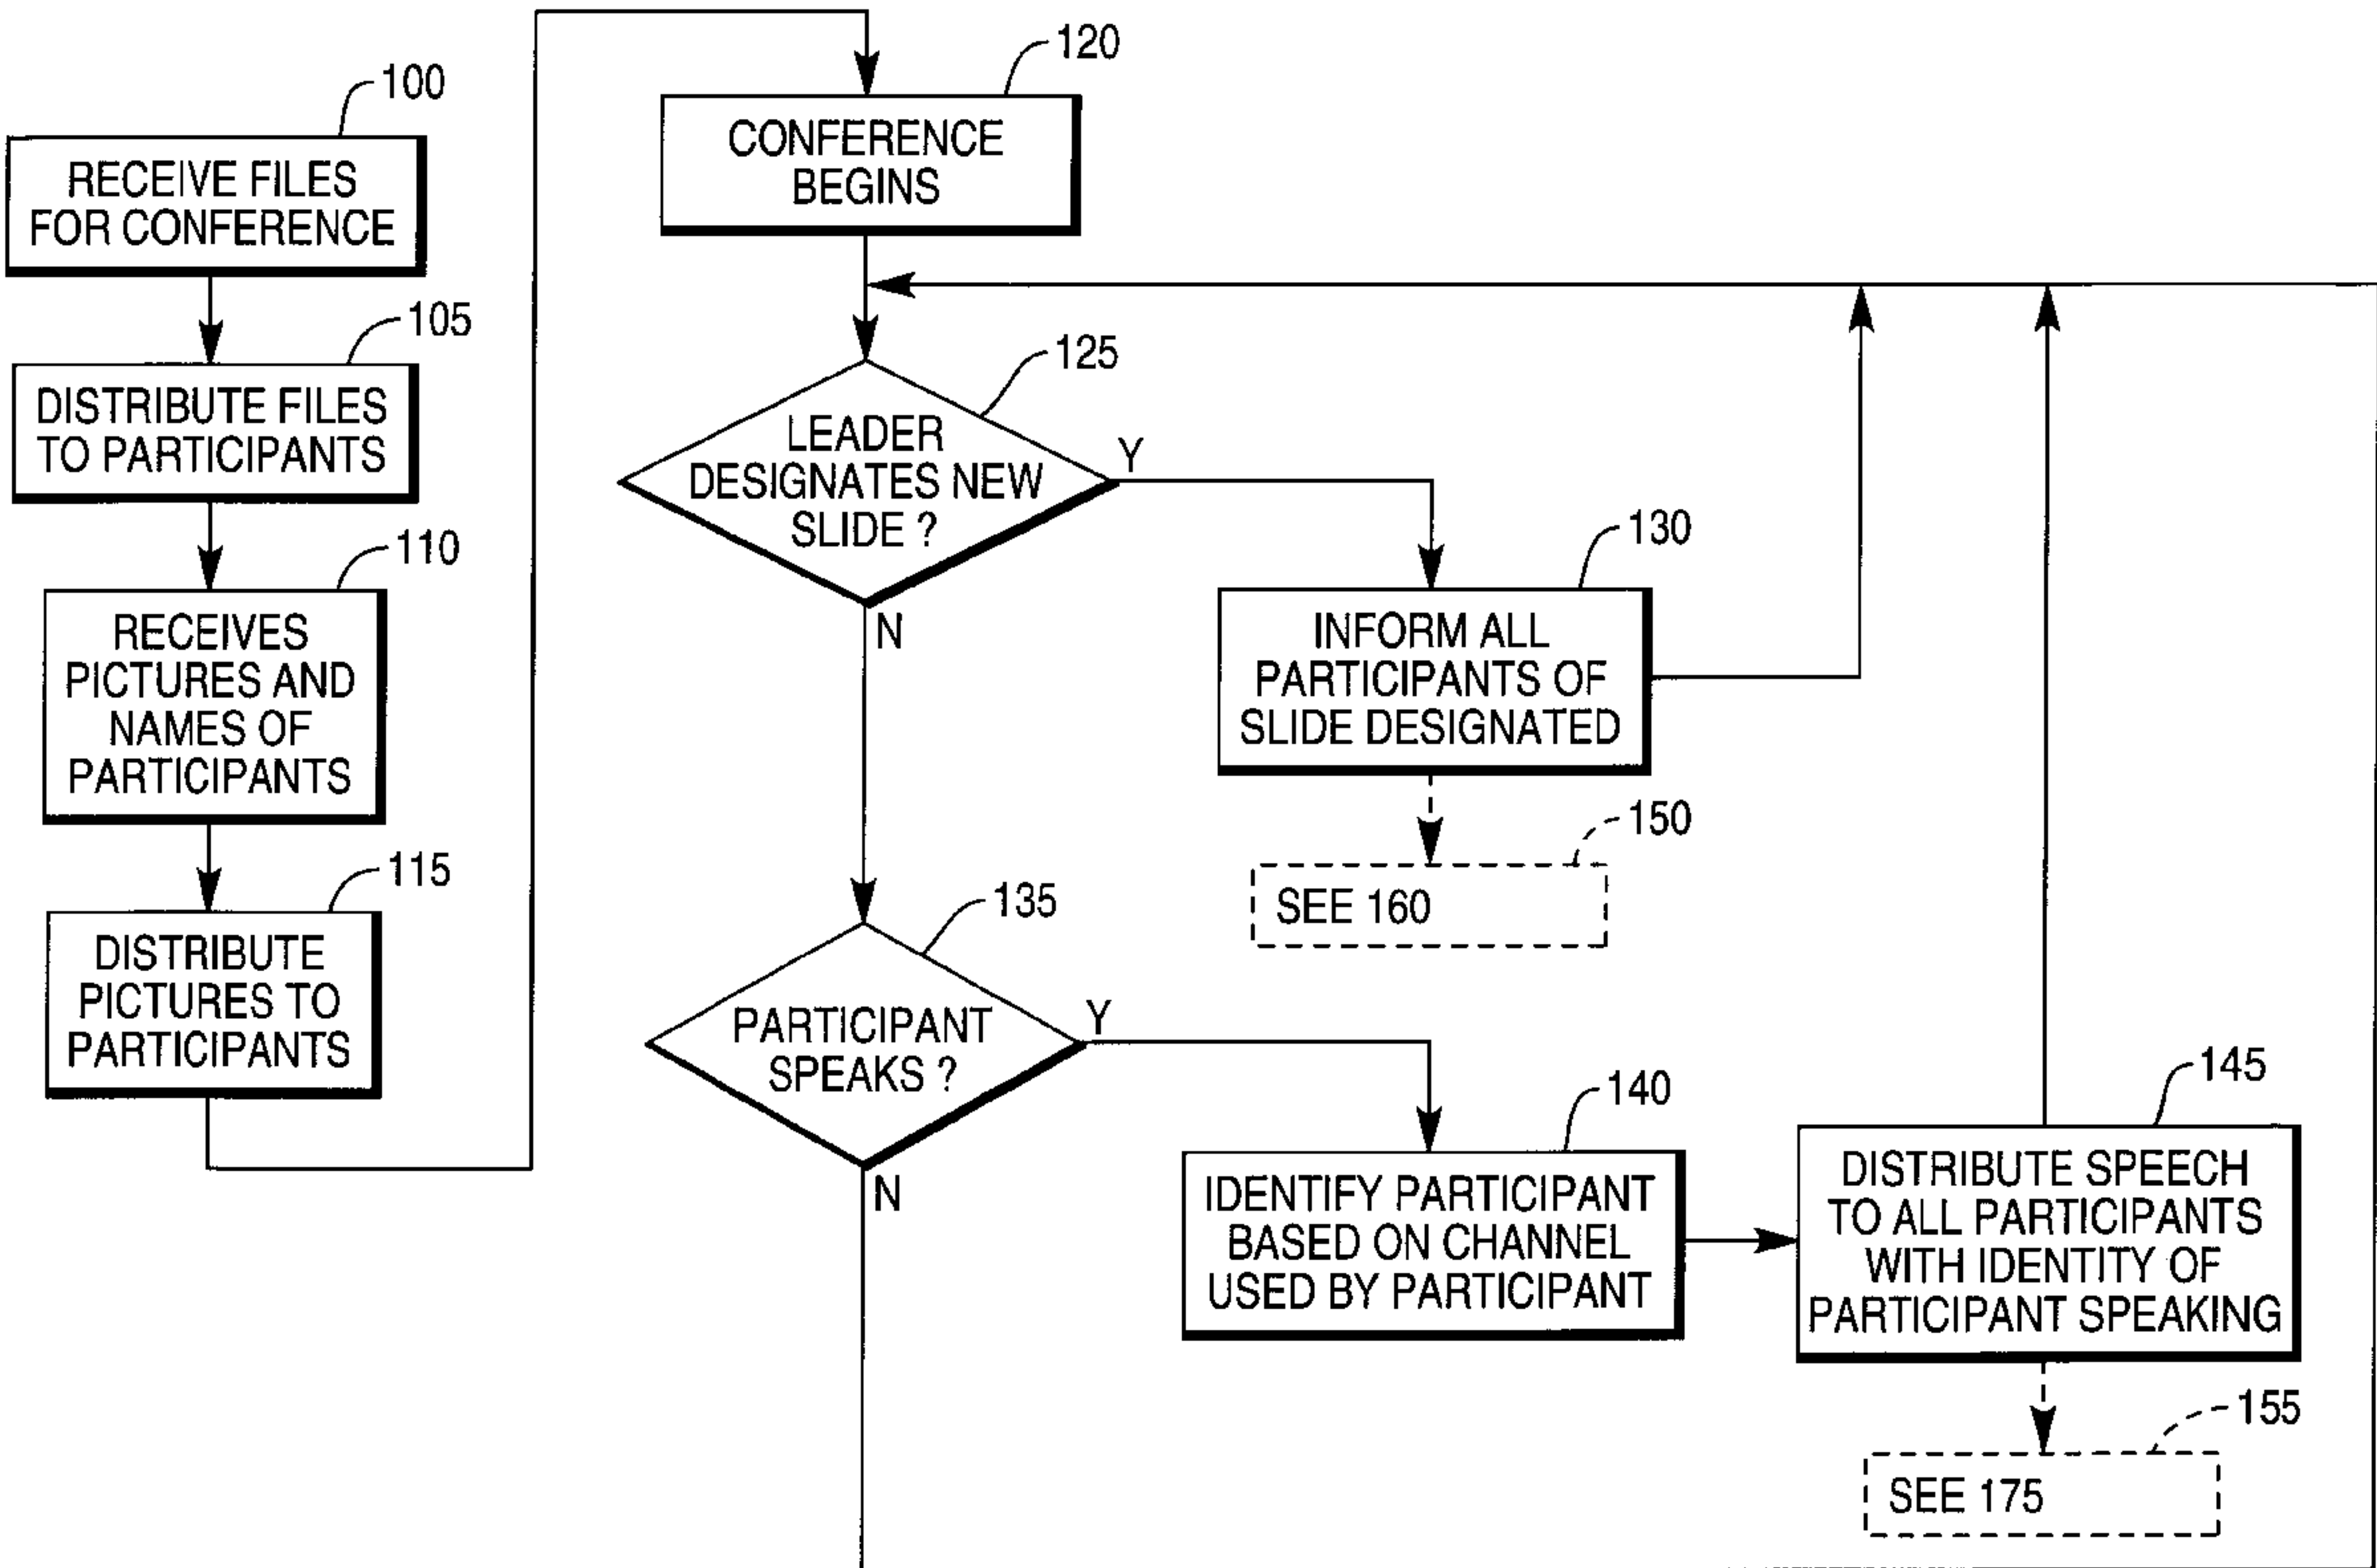 100
RECEIVE FILES
FOR CONFERENCE
105
DISTRIBUTE FILES
TO PARTICIPANTS
110
RECEIVES
PICTURES AND
NAMES OF
PARTICIPANTS
115
DISTRIBUTE
PICTURES TO
PARTICIPANTS
120
CONFERENCE
BEGINS
125
LEADER
DESIGNATES NEW
SLIDE ?
Y
N
130
INFORM ALL
PARTICIPANTS OF
SLIDE DESIGNATED
150
SEE 160
135
PARTICIPANT
SPEAKS ?
Y
N
140
IDENTIFY PARTICIPANT
BASED ON CHANNEL
USED BY PARTICIPANT
145
DISTRIBUTE SPEECH
TO ALL PARTICIPANTS
WITH IDENTITY OF
PARTICIPANT SPEAKING
155
SEE 175